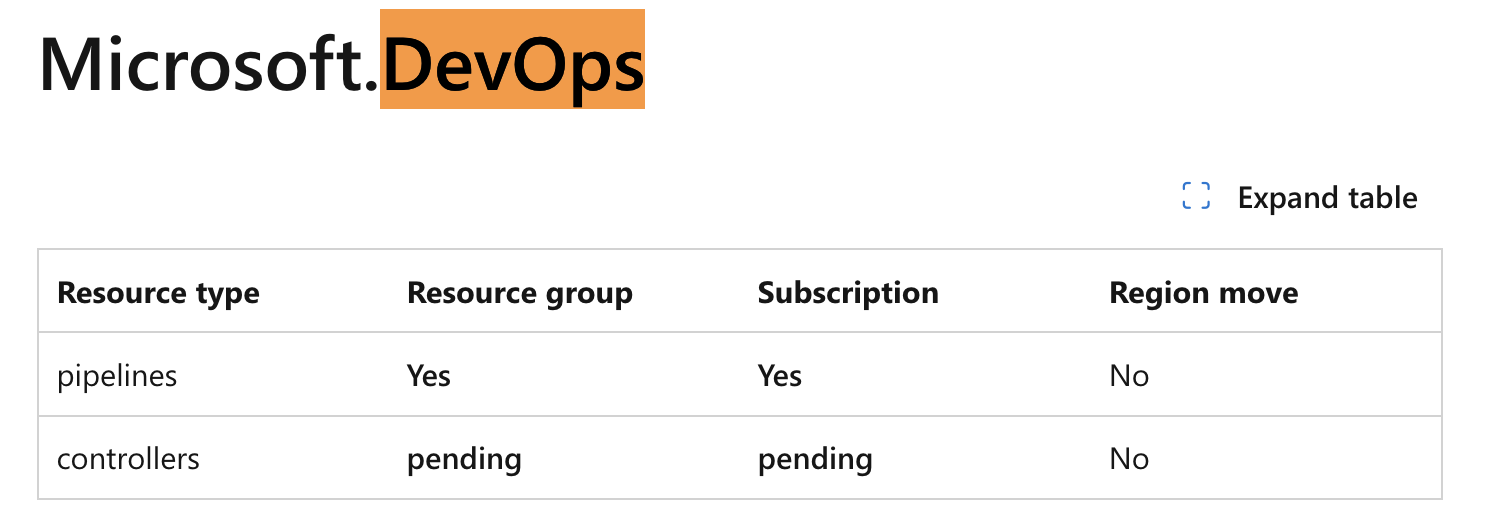 Microsoft.DevOps
Expand table
Resource type Resource group Subscription Region move
pipelines Yes Yes No
controllers pending pending No